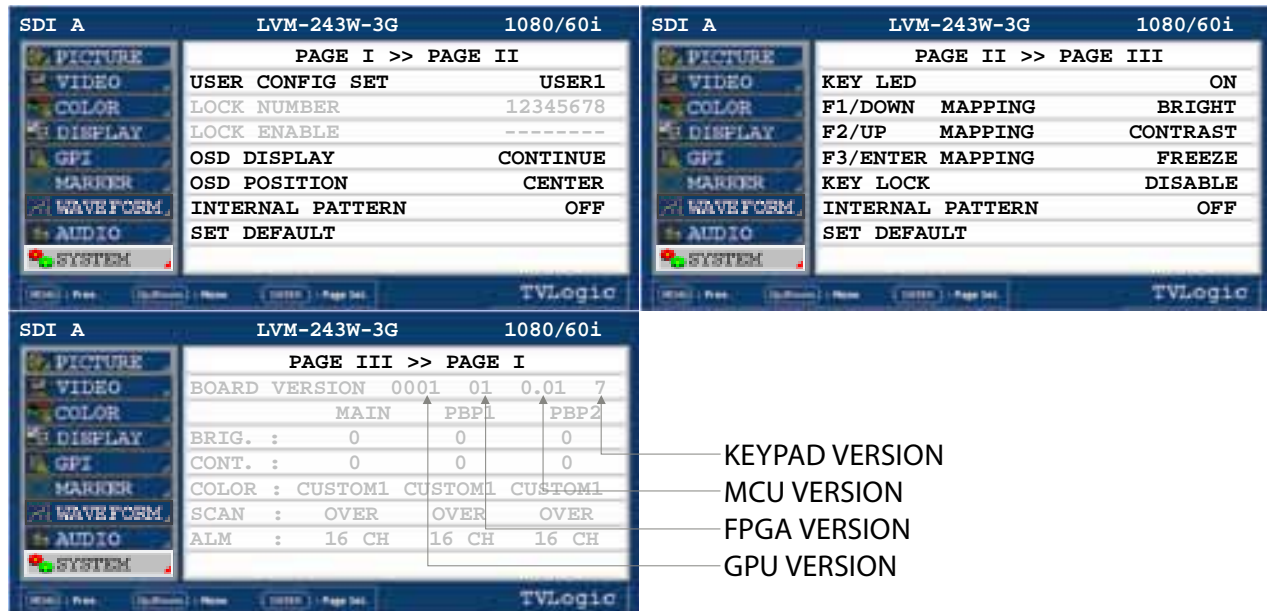 SDI A LVM-243W-3G 1080/60i
PICTURE
VIDEO
COLOR
DISPLAY
GPI
MARKER
WAVEFORM
AUDIO
SYSTEM
PAGE I >> PAGE II
USER CONFIG SET USER1
LOCK NUMBER 12345678
LOCK ENABLE --------
OSD DISPLAY CONTINUE
OSD POSITION CENTER
INTERNAL PATTERN OFF
SET DEFAULT
TVLogic
SDI A LVM-243W-3G 1080/60i
PICTURE
VIDEO
COLOR
DISPLAY
GPI
MARKER
WAVEFORM
AUDIO
SYSTEM
PAGE II >> PAGE III
KEY LED ON
F1/DOWN MAPPING BRIGHT
F2/UP MAPPING CONTRAST
F3/ENTER MAPPING FREEZE
KEY LOCK DISABLE
INTERNAL PATTERN OFF
SET DEFAULT
TVLogic
SDI A LVM-243W-3G 1080/60i
PICTURE
VIDEO
COLOR
DISPLAY
GPI
MARKER
WAVEFORM
AUDIO
SYSTEM
PAGE III >> PAGE I
BOARD VERSION 0001 01 0.01 7
MAIN PBP1 PBP2
BRIG. : 0 0 0
CONT. : 0 0 0
COLOR : CUSTOM1 CUSTOM1 CUSTOM1
SCAN : OVER OVER OVER
ALM : 16 CH 16 CH 16 CH
TVLogic
KEYPAD VERSION
MCU VERSION
FPGA VERSION
GPU VERSION